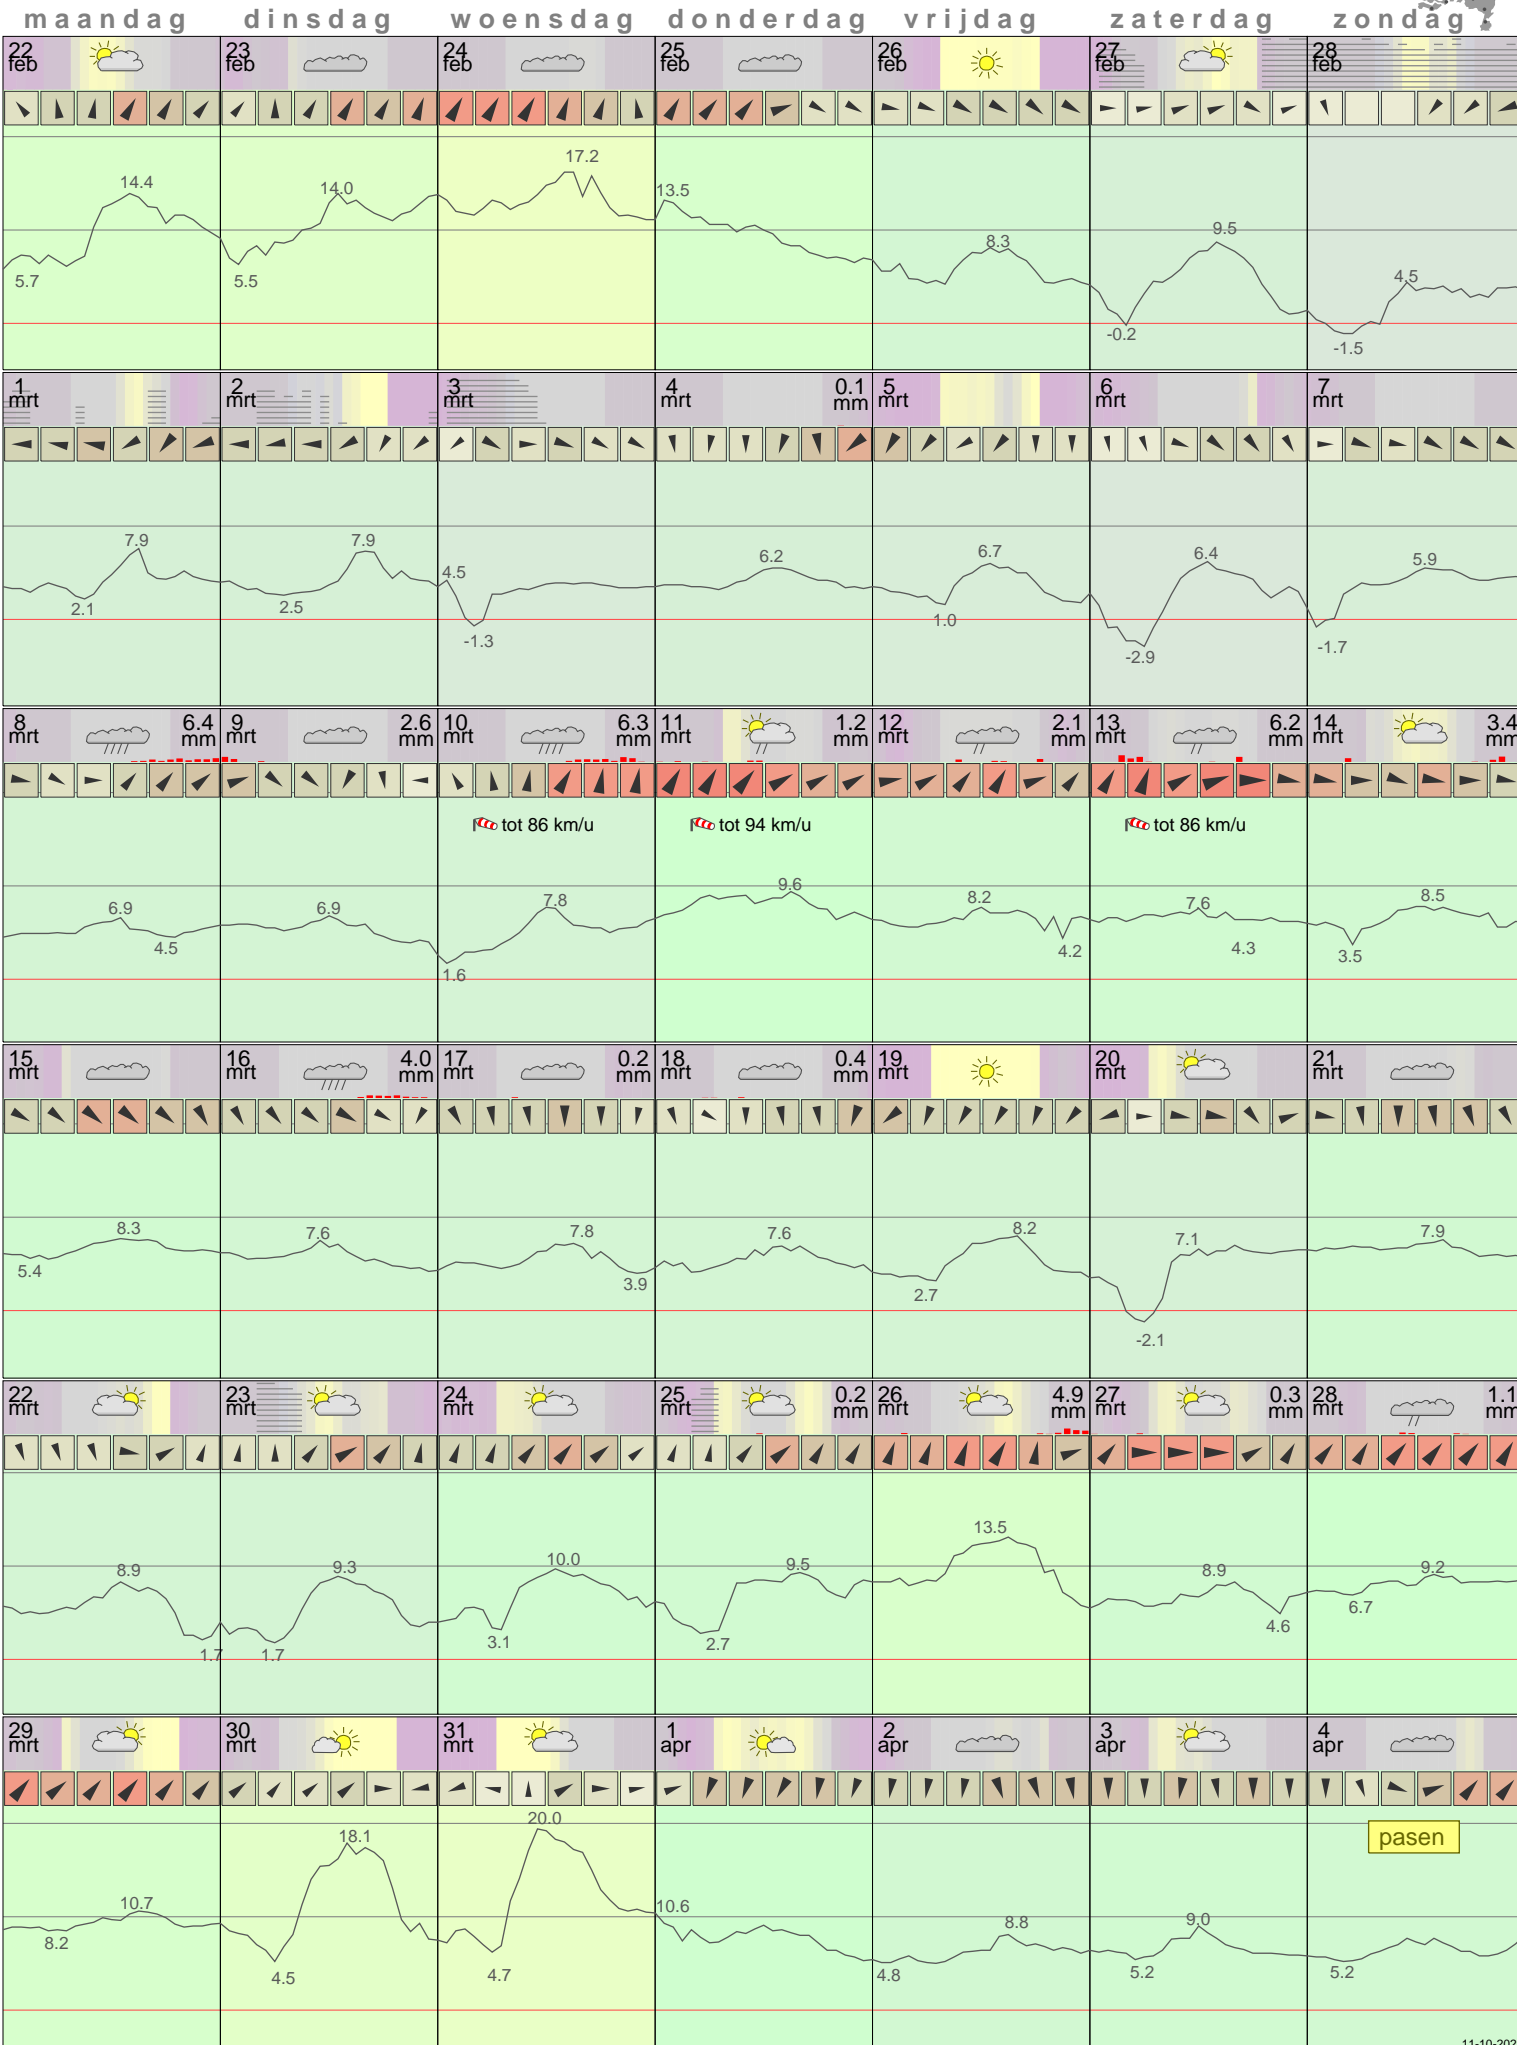 maandag dinsdag woensdag donderdag vrijdag zaterdag zondag
22 23 24 25 26 27 28
feb feb feb feb feb feb feb
17.2
14.4 14.0 13.5
9.5
8.3
5.7 5.5 4.5
-0.2
-1.5
1 2 3 4 0.1 5 6 7
mrt mrt mrt mrt mm mrt mrt mrt
7.9 7.9 6.2 6.7 6.4 5.9
4.5
2.1 2.5 1.0
-1.3 -2.9 -1.7
8 6.4 9 2.6 10 6.3 11 1.2 12 2.1 13 6.2 14 3.4
mrt mm mrt mm mrt mm mrt mm mrt mm mrt mm mrt mm
tot 86 km/u tot 94 km/u tot 86 km/u
6.9 6.9 7.8 9.6 8.2 7.6 8.5
4.5 4.2 4.3 3.5
1.6
15 16 4.0 17 0.2 18 0.4 19 20 21
mrt mrt mm mrt mm mrt mm mrt mrt mrt
8.3 7.6 7.8 7.6 8.2 7.1 7.9
5.4 3.9 2.7
-2.1
22 23 24 25 0.2 26 4.9 27 0.3 28 1.1
mrt mrt mrt mrt mm mrt mm mrt mm mrt mm
13.5
8.9 9.3 10.0 9.5 8.9 9.2
6.7
1.7 1.7 3.1 2.7 4.6
29 30 31 1 2 3 4
mrt mrt mrt apr apr apr apr
20.0
18.1 pasen
10.7 10.6
8.8 9.0
8.2 4.5 4.7 4.8 5.2 5.2
11-10-202